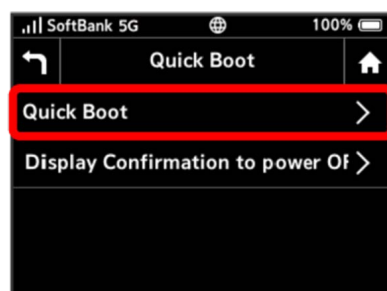 SoftBank 5G 100%
Quick Boot
Quick Boot
Display Confirmation to power OF